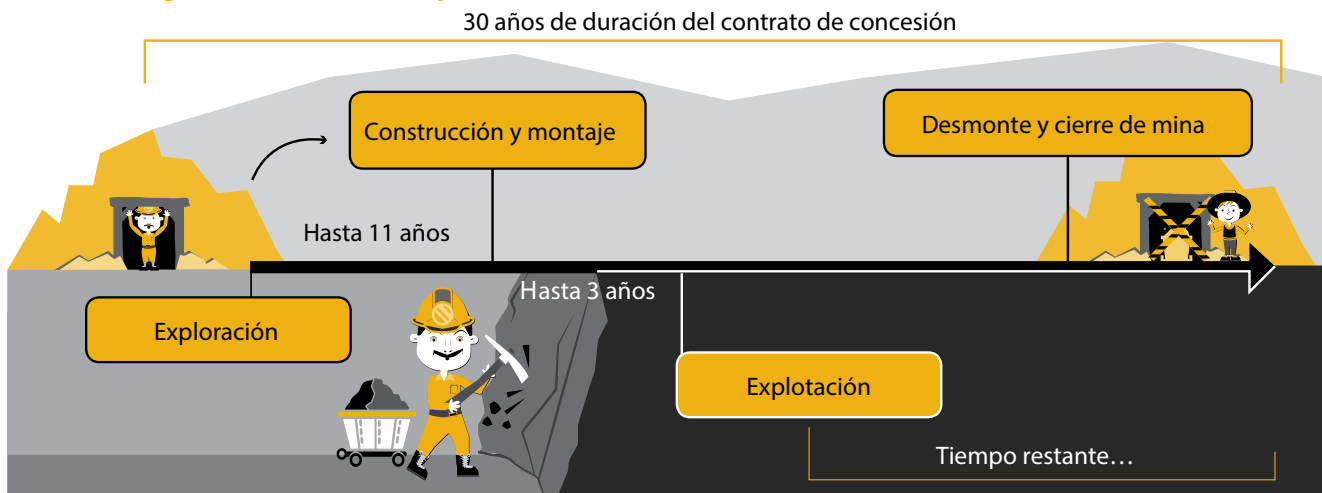 30 años de duración del contrato de concesión
Construcción y montaje
Desmonte y cierre de mina
Hasta 11 años
Hasta 3 años
Exploración
Explotación
Tiempo restante…